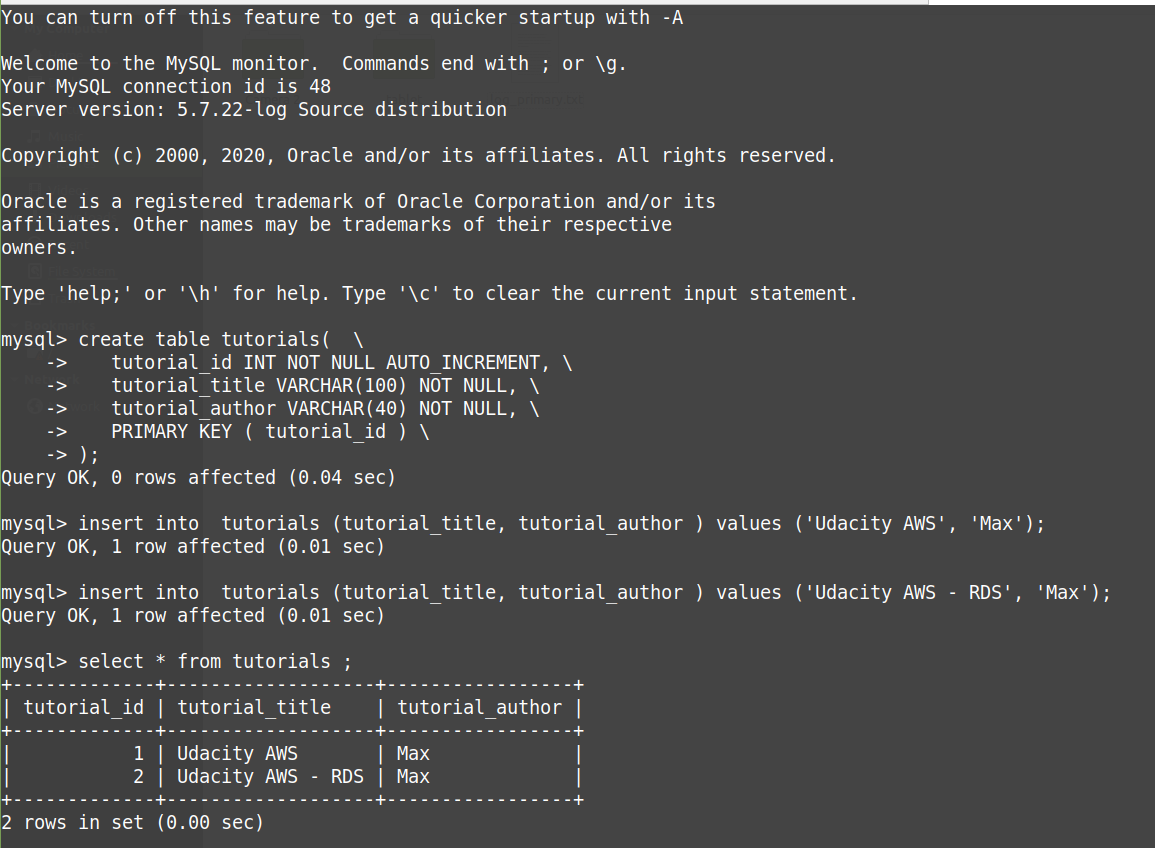 You can turn off this feature to get a quicker startup with -A
Welcome to the MySQL monitor.  Commands end with ; or \g.
Your MySQL connection id is 48
Server version: 5.7.22-log Source distribution
Copyright (c) 2000, 2020, Oracle and/or its affiliates. All rights reserved.
Oracle is a registered trademark of Oracle Corporation and/or its
affiliates. Other names may be trademarks of their respective
owners.
Type 'help;' or '\h' for help. Type '\c' to clear the current input statement.
mysql> create table tutorials(  \
    ->    tutorial_id INT NOT NULL AUTO_INCREMENT, \
    ->    tutorial_title VARCHAR(100) NOT NULL, \
    ->    tutorial_author VARCHAR(40) NOT NULL, \
    ->    PRIMARY KEY ( tutorial_id ) \
    -> );
Query OK, 0 rows affected (0.04 sec)
mysql> insert into  tutorials (tutorial_title, tutorial_author ) values ('Udacity AWS', 'Max');
Query OK, 1 row affected (0.01 sec)
mysql> insert into  tutorials (tutorial_title, tutorial_author ) values ('Udacity AWS - RDS', 'Max');
Query OK, 1 row affected (0.01 sec)
mysql> select * from tutorials ;
+-------------+-------------------+-----------------+
| tutorial_id | tutorial_title    | tutorial_author |
+-------------+-------------------+-----------------+
|           1 | Udacity AWS       | Max             |
|           2 | Udacity AWS - RDS | Max             |
+-------------+-------------------+-----------------+
2 rows in set (0.00 sec)